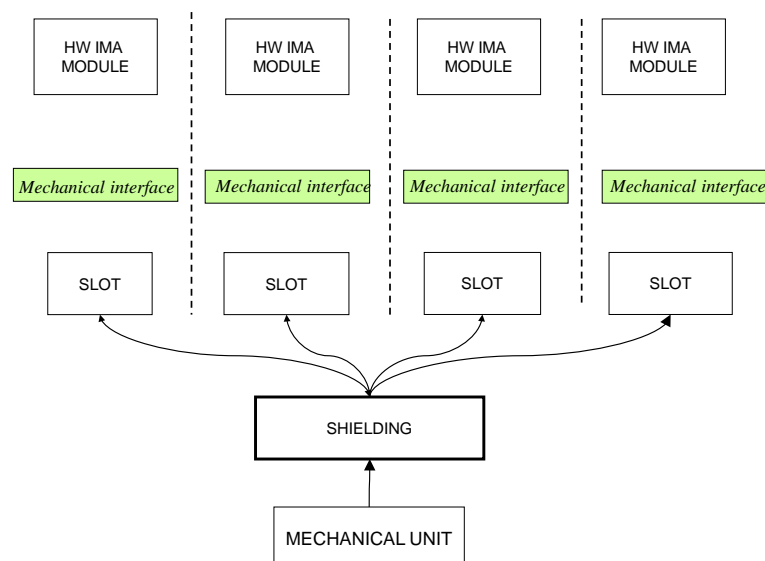 HW IMA
MODULE
HW IMA
MODULE
HW IMA
MODULE
HW IMA
MODULE
Mechanical interface
Mechanical interface
Mechanical interface
Mechanical interface
SLOT
SLOT
SLOT
SLOT
SHIELDING
MECHANICAL UNIT